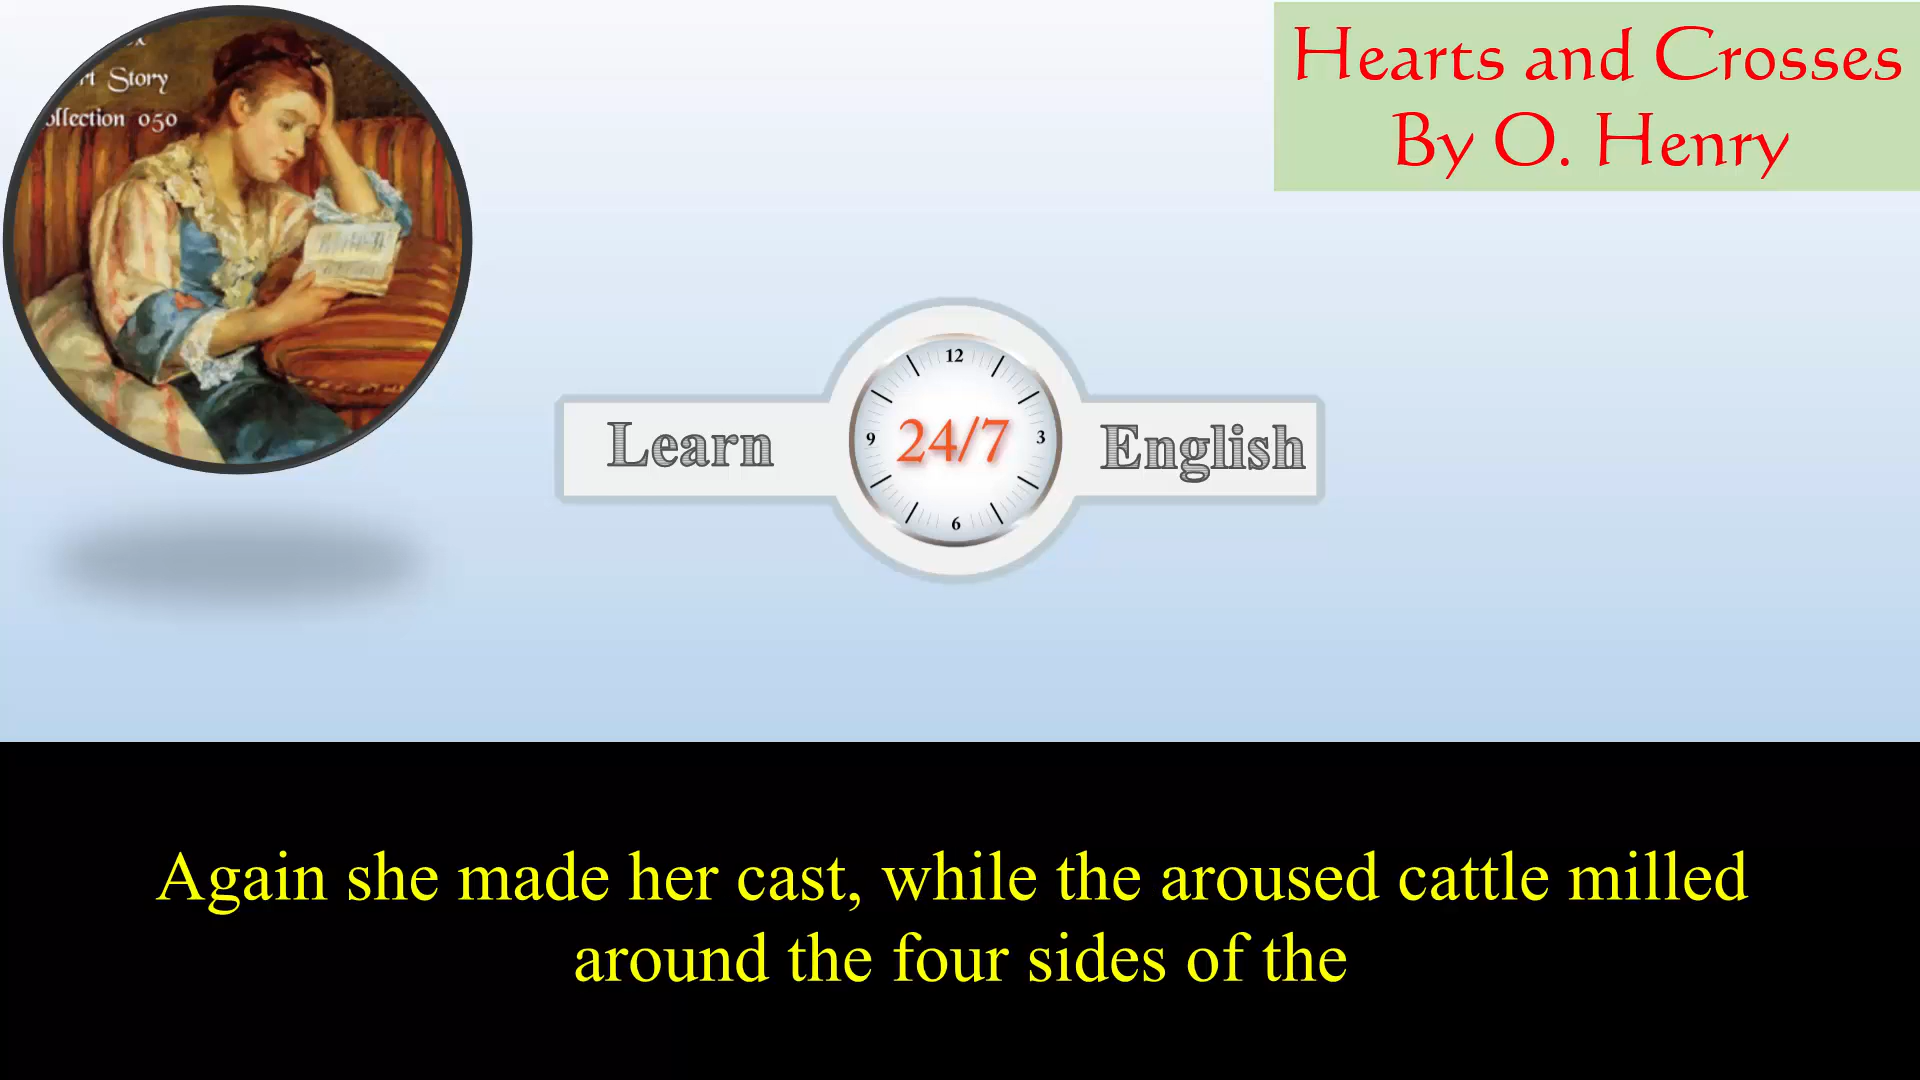 rt Story
ollection 050
Hearts and Crosses
By O. Henry
12
9
24/7
3
6
Learn
English
Again she made her cast, while the aroused cattle milled
around the four sides of the